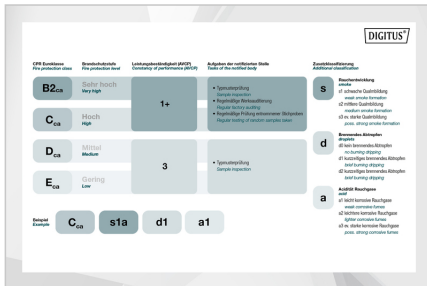 DIGITUS
CPR Euroklasse
Fire protection class
Brandschutzstufe
Fire protection level
Leistungsbeständigkeit (AVCP)
Constancy of performance (AVCP)
Aufgaben der notifizierten Stelle
Tasks of the notified body
Zusatzklassifizierung
Additional classification
B2ca
Sehr hoch
Very high
Cca
Hoch
High
1+
• Typmusterprüfung
Sample inspection
• Regelmäßige Werksauditierung
Regular factory auditing
• Regelmäßige Prüfung entnommener Stichproben
Regular testing of random samples taken
Dca
Mittel
Medium
Eca
Gering
Low
3
• Typmusterprüfung
Sample inspection
s
Rauchentwicklung
smoke
s1 schwache Qualmbildung
weak smoke formation
s2 mittlere Qualmbildung
medium smoke formation
s3 ev. starke Qualmbildung
poss. strong smoke formation
d
Brennendes Abtropfen
droplets
d0 kein brennendes Abtropfen
no burning dripping
d1 kurzzeitiges brennendes Abtropfen
brief burning dripping
d2 kurzzeitiges brennendes Abtropfen
brief burning dripping
a
Acidität Rauchgase
acid
a1 leicht korrosive Rauchgase
weak corrosive fumes
a2 leichtere korrosive Rauchgase
lighter corrosive fumes
a3 ev. starke korrosive Rauchgase
poss. strong corrosive fumes
Beispiel
Example
Cca
s1a
d1
a1